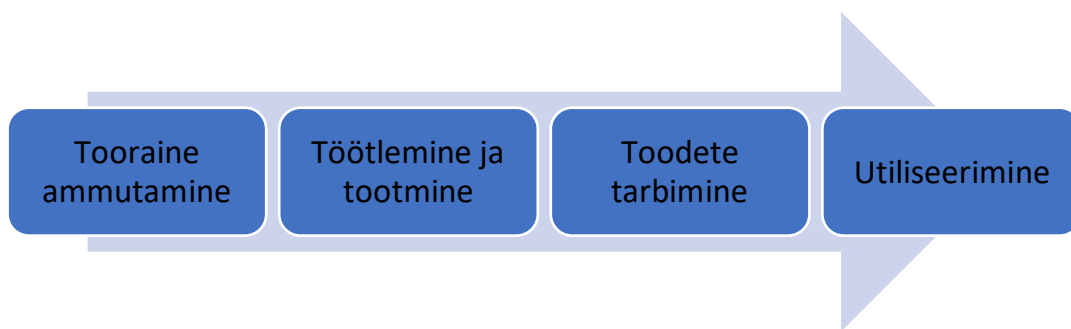 Tooraine
ammutamine
Töötlemine ja
tootmine
Toodete
tarbimine
Utiliseerimine